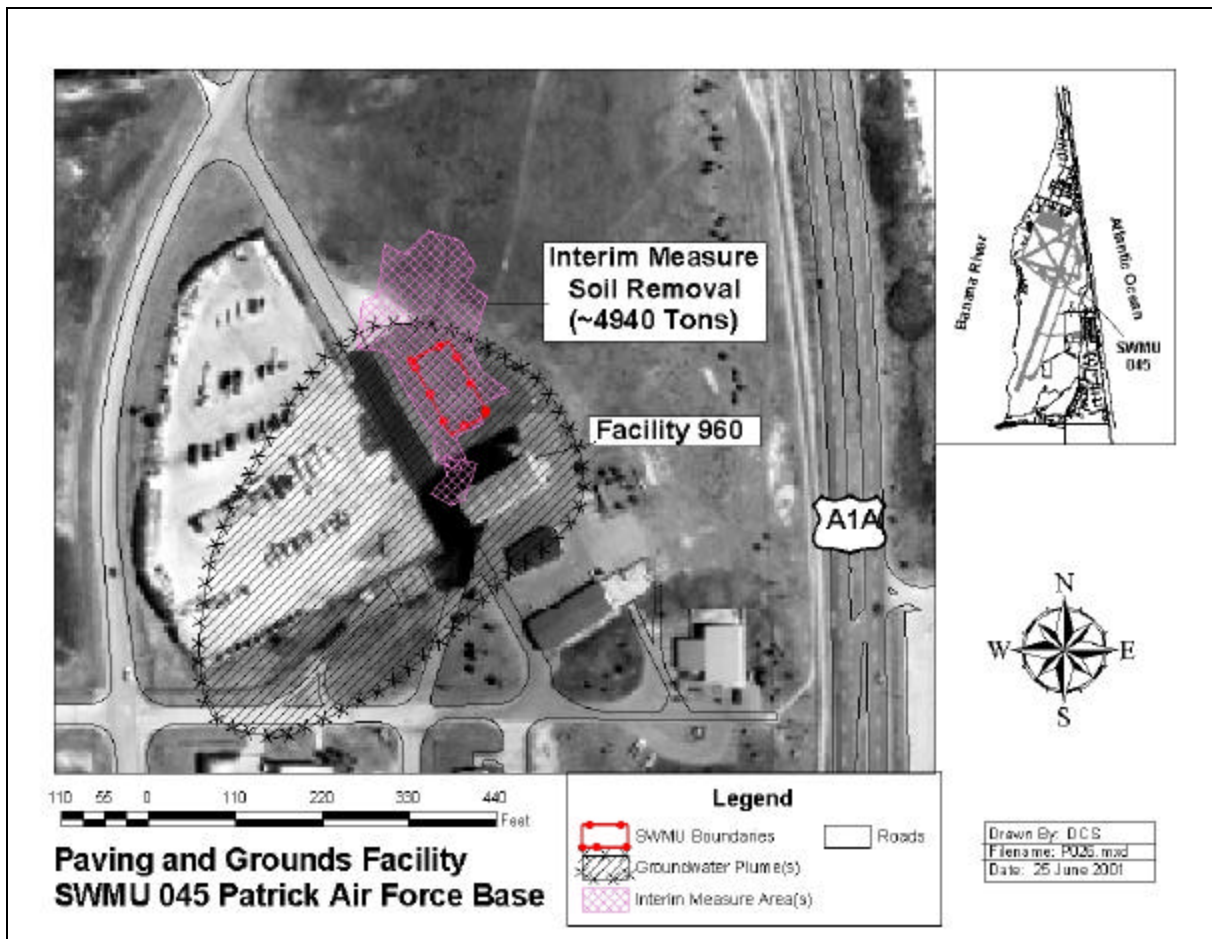 Interim Measure
Soil Removal
(~4940 Tons)
Facility 960
A1A
Banana River
Atlantic Ocean
SWMU
045
N
W
E
S
110 55 0 110 220 330 440
Feet
Paving and Grounds Facility
SWMU 045 Patrick Air Force Base
Legend
SWMU Boundaries
Roads
Groundwater Plume(s)
Interim Measure Area(s)
Drawn By: DCS
Filename: P026.mxd
Date: 25 June 2001